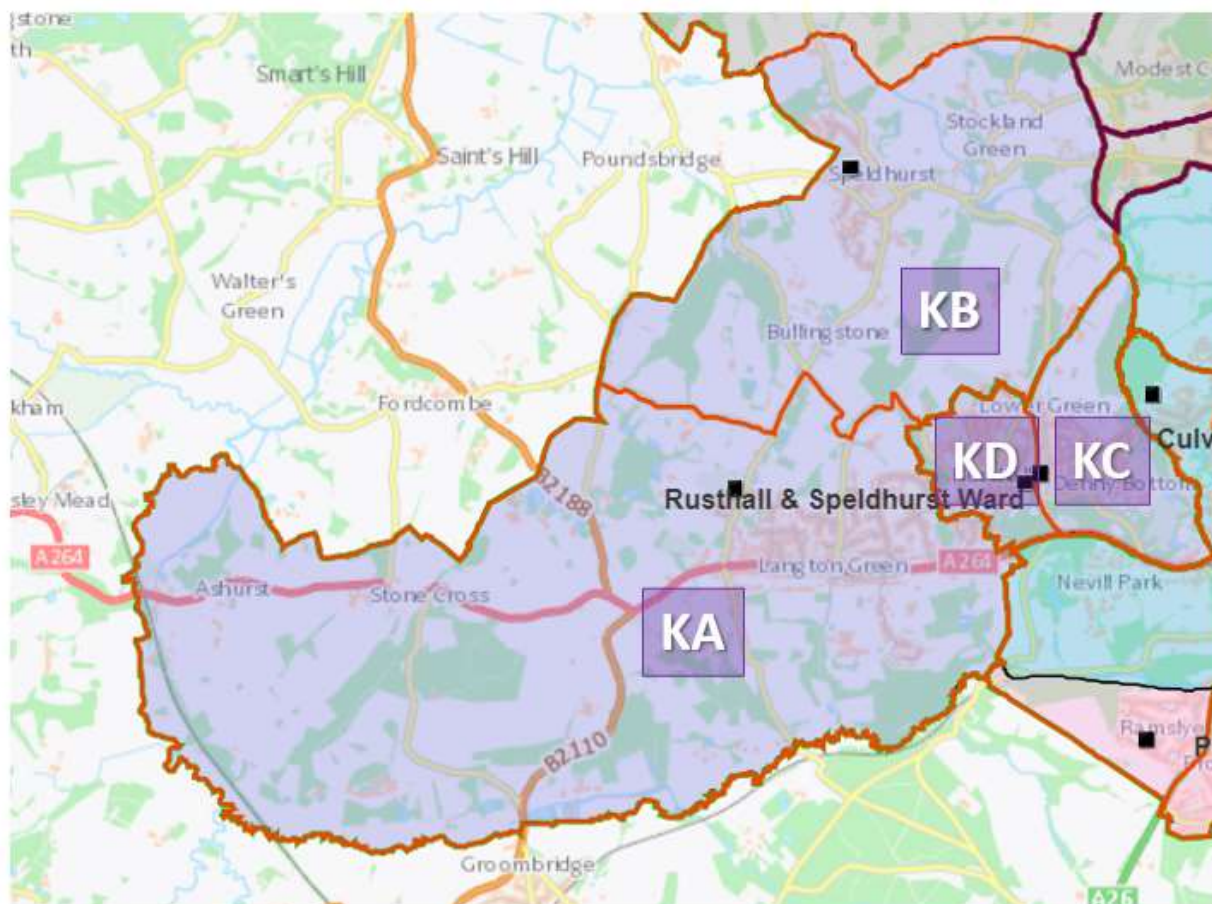 Smart's Hill
Modest C
Stockland
Green
Saint's Hill
Poundsbridge
Speldhurst
Walter's
Green
KB
Bullingstone
Fordcombe
Lower Green
kham
KD
KC
Culv
sley Mead
B2188
Rusthall & Speldhurst Ward
Denny Bottom
A264
Langton Green
A264
Ashurst
Stone Cross
Nevill Park
KA
Ramslye
P
B2110
Groombridge
A26